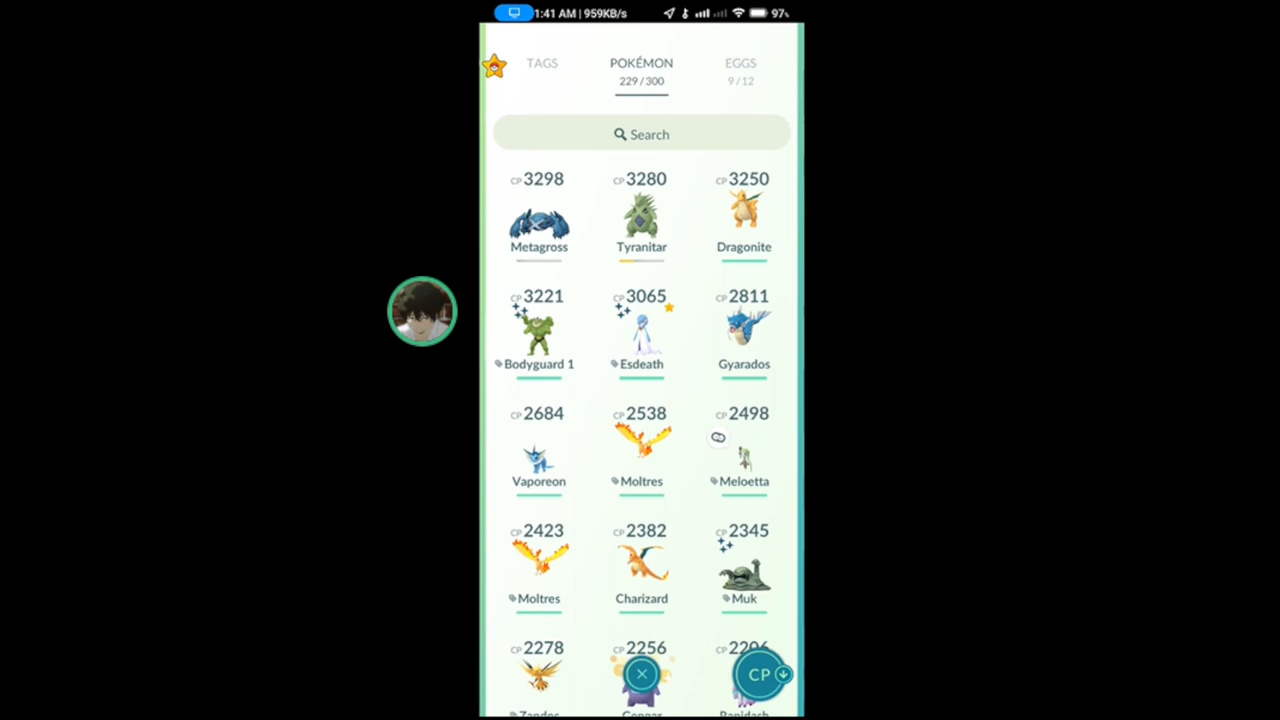 1:41 AM | 959KB/s 97%
TAGS POKÉMON EGGS
229 / 300 9 / 12
Search
CP3298 CP3280 CP3250
Metagross Tyranitar Dragonite
CP3221 CP3065 CP2811
Bodyguard 1 Esdeath Gyarados
CP2684 CP2538 CP2498
Vaporeon Moltres Meloetta
CP2423 CP2382 CP2345
Moltres Charizard Muk
CP2278 CP2256
CP